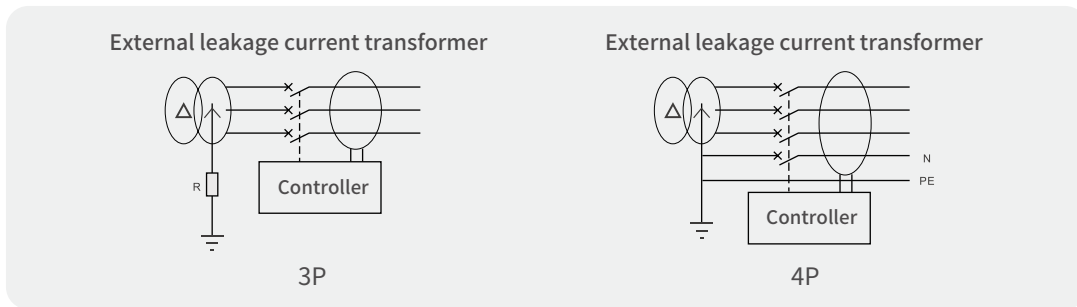 External leakage current transformer
R
Controller
3P
External leakage current transformer
N
PE
Controller
4P